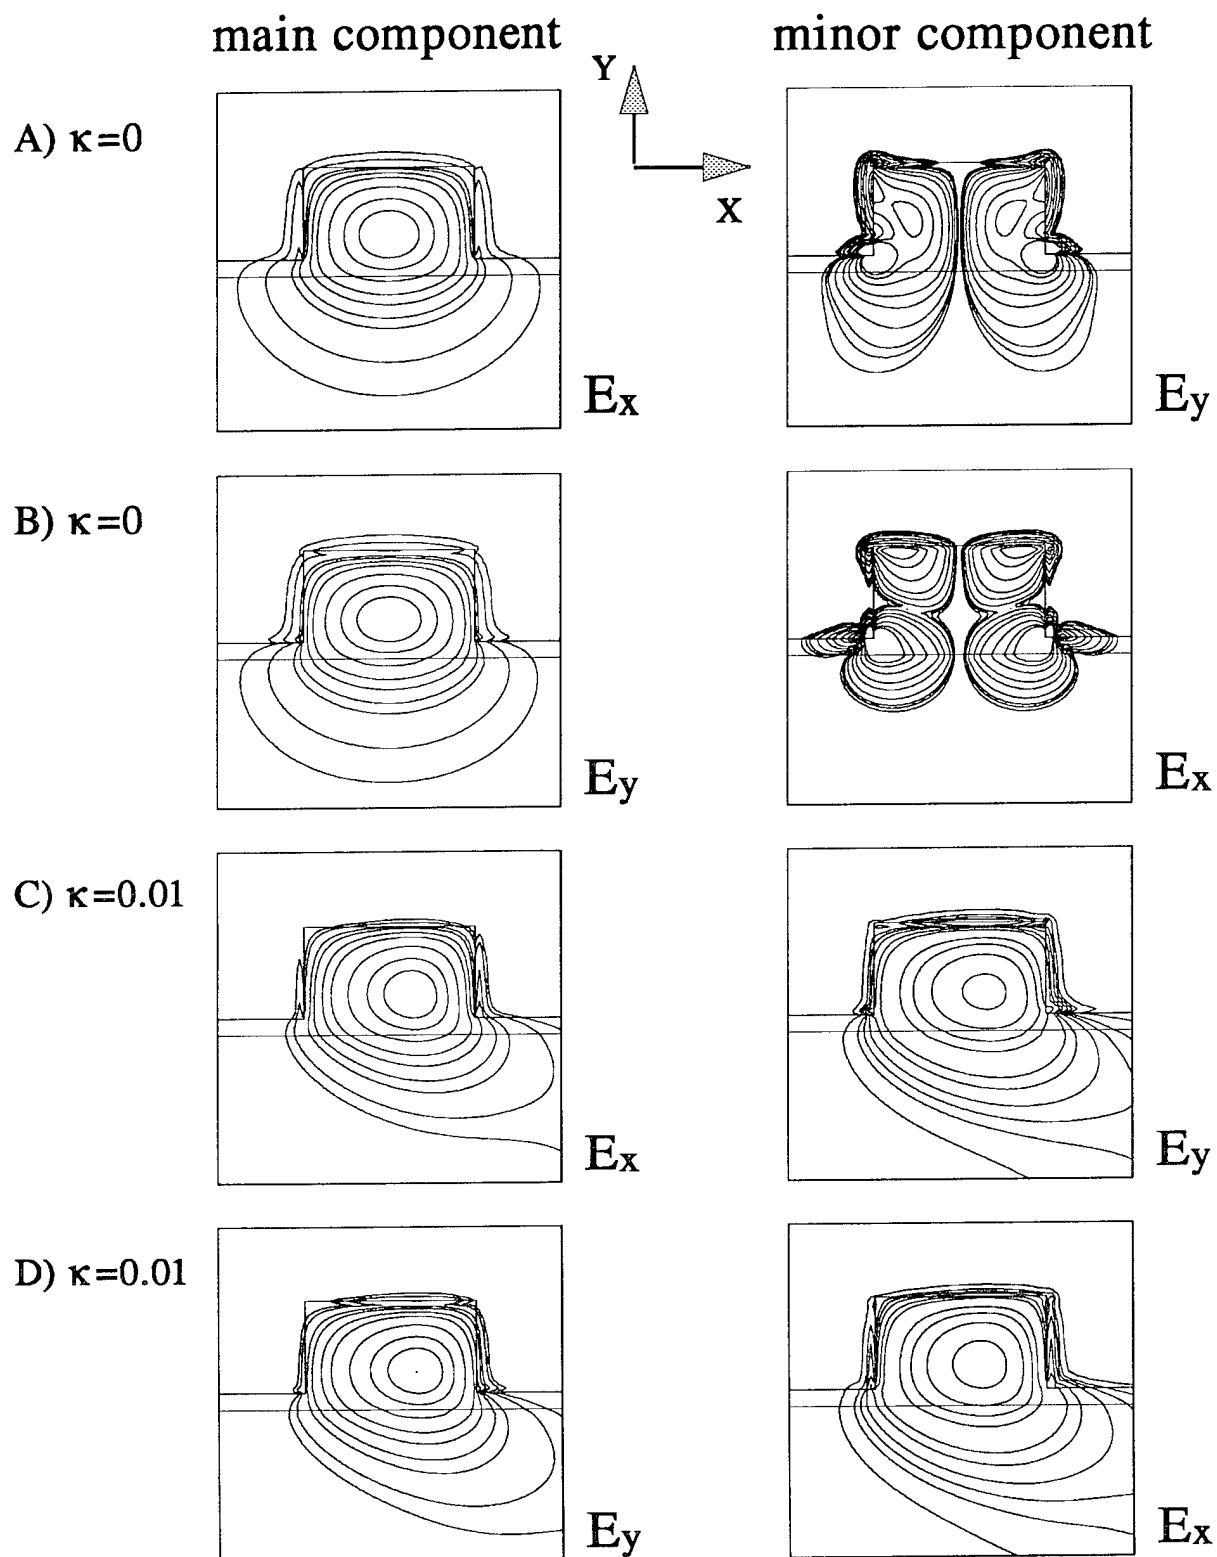 main component
minor component
Y
X
A) κ=0
Ex
Ey
B) κ=0
Ey
Ex
C) κ=0.01
Ex
Ey
D) κ=0.01
Ey
Ex